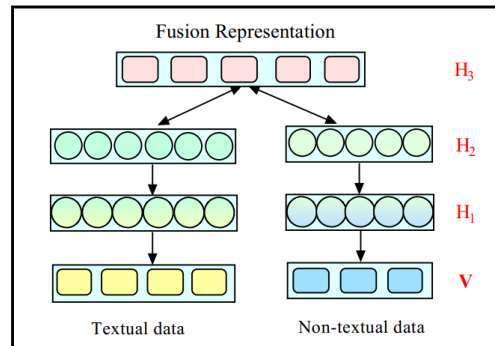 Fusion Representation
H3
H2
H1
V
Textual data
Non-textual data